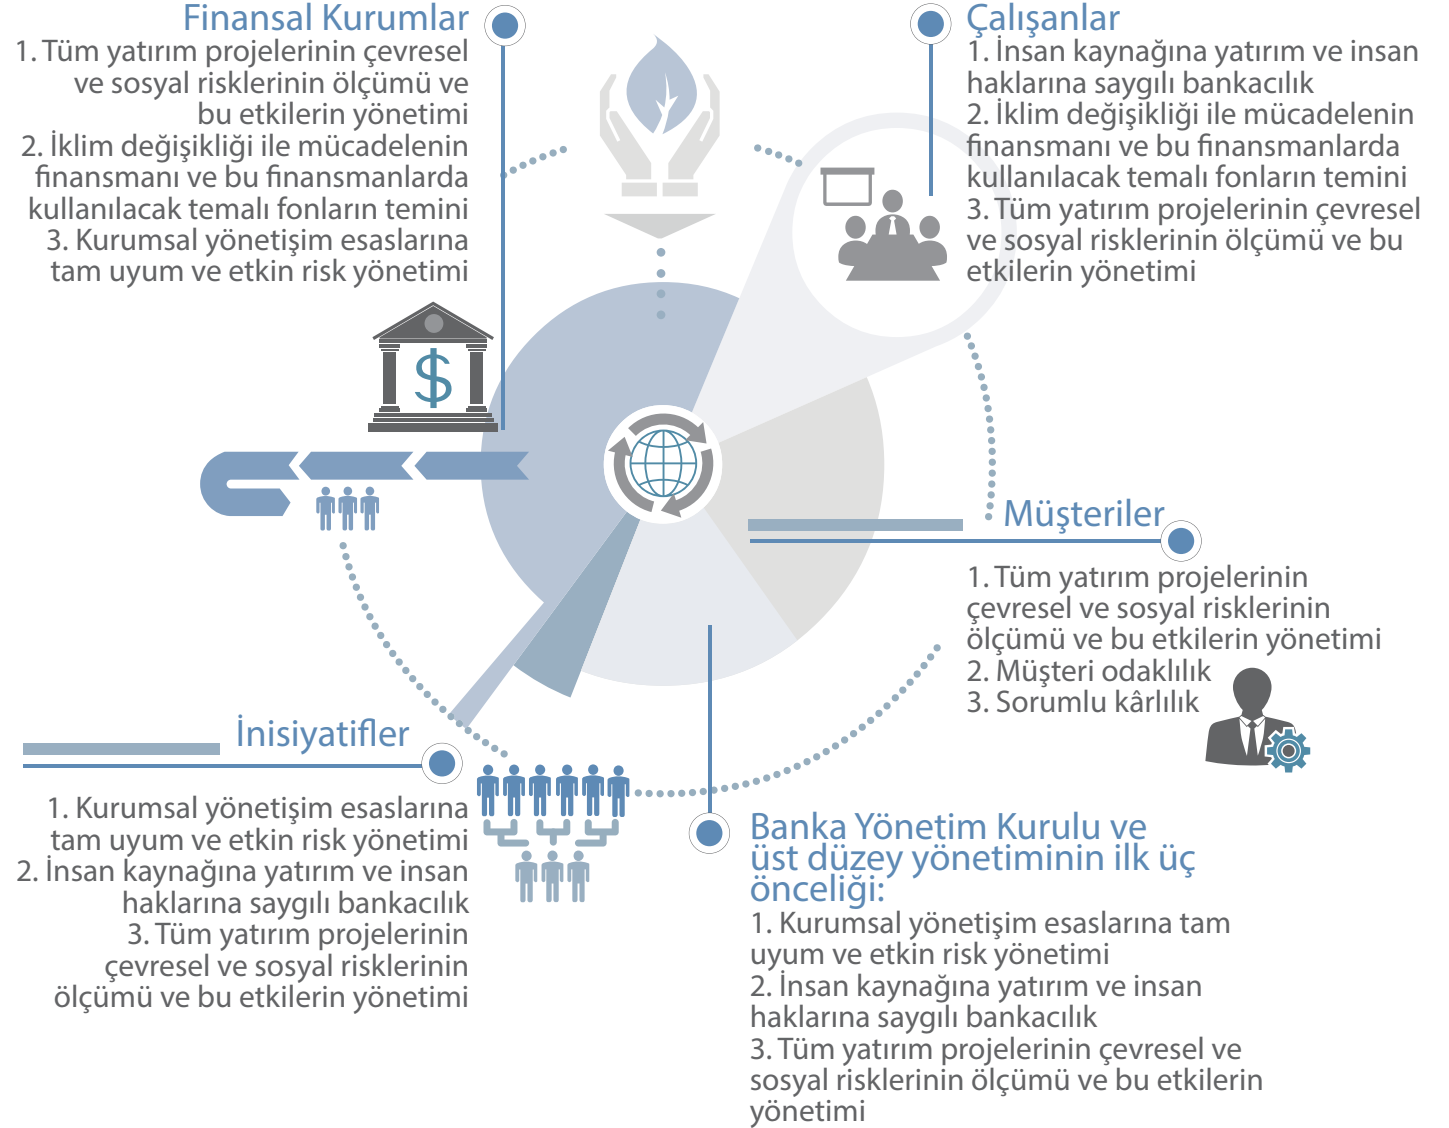 Finansal Kurumlar
1. Tüm yatırım projelerinin çevresel
ve sosyal risklerinin ölçümü ve
bu etkilerin yönetimi
2. İklim değişikliği ile mücadelenin
finansmanı ve bu finansmanlarda
kullanılacak temalı fonların temini
3. Kurumsal yönetişim esaslarına
tam uyum ve etkin risk yönetimi
$
Çalışanlar
1. İnsan kaynağına yatırım ve insan
haklarına saygılı bankacılık
2. İklim değişikliği ile mücadelenin
finansmanı ve bu finansmanlarda
kullanılacak temalı fonların temini
3. Tüm yatırım projelerinin çevresel
ve sosyal risklerinin ölçümü ve bu
etkilerin yönetimi
Müşteriler
1. Tüm yatırım projelerinin
çevresel ve sosyal risklerinin
ölçümü ve bu etkilerin yönetimi
2. Müşteri odaklılık
3. Sorumlu kârlılık
İnisiyatifler
1. Kurumsal yönetişim esaslarına
tam uyum ve etkin risk yönetimi
2. İnsan kaynağına yatırım ve insan
haklarına saygılı bankacılık
3. Tüm yatırım projelerinin
çevresel ve sosyal risklerinin
ölçümü ve bu etkilerin yönetimi
Banka Yönetim Kurulu ve
üst düzey yönetiminin ilk üç
önceliği:
1. Kurumsal yönetişim esaslarına tam
uyum ve etkin risk yönetimi
2. İnsan kaynağına yatırım ve insan
haklarına saygılı bankacılık
3. Tüm yatırım projelerinin çevresel ve
sosyal risklerinin ölçümü ve bu etkilerin
yönetimi